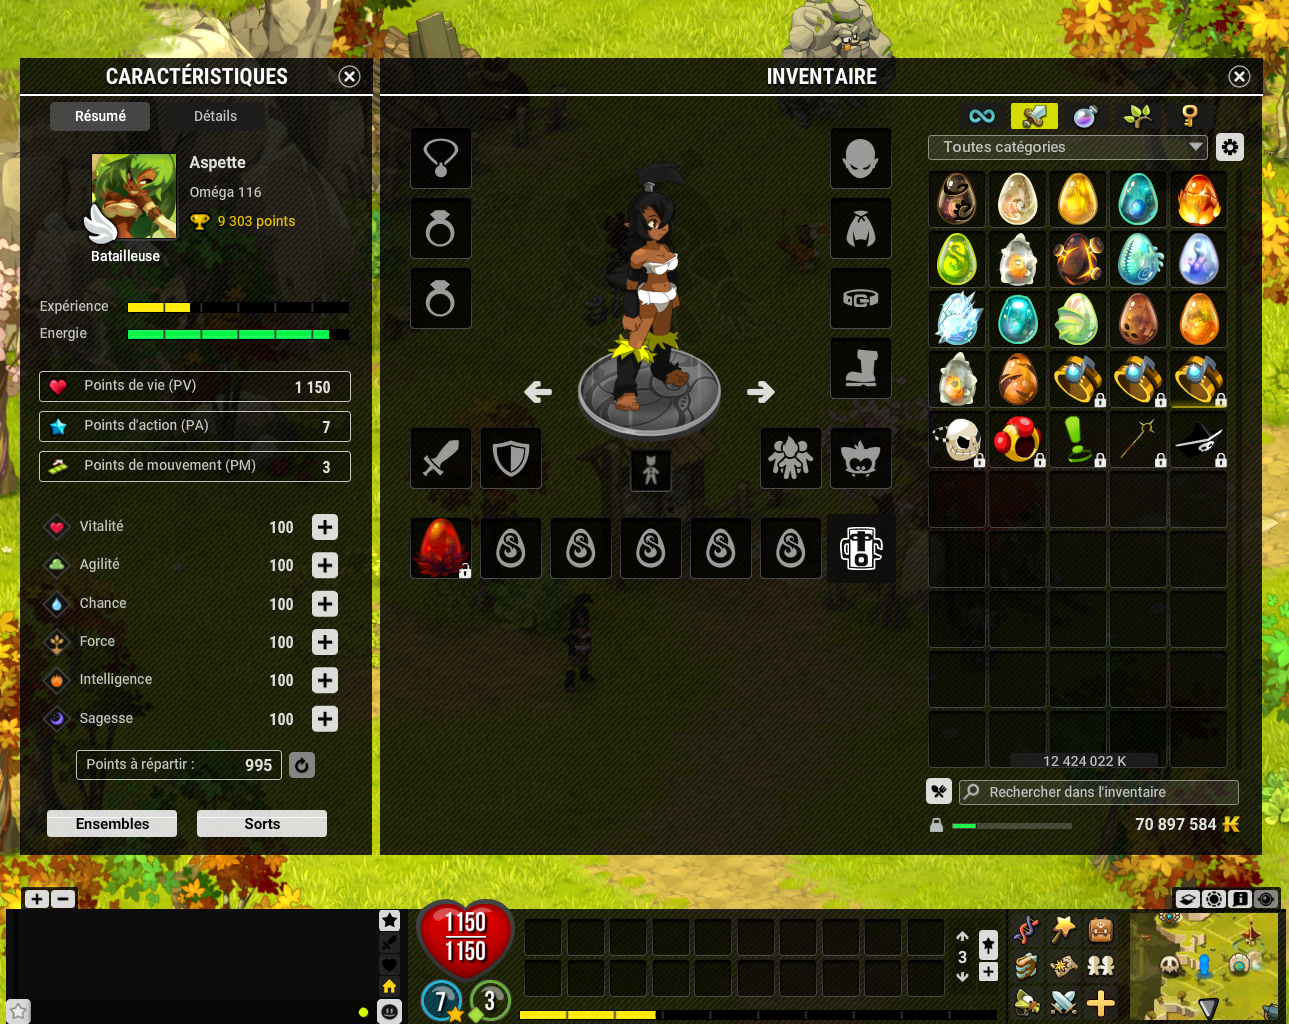 CARACTÉRISTIQUES
Résumé
Détails
Aspette
Oméga 116
9 303 points
Batailleuse
Expérience
Energie
Points de vie (PV) 1 150
Points d'action (PA) 7
Points de mouvement (PM) 3
Vitalité 100
Agilité 100
Chance 100
Force 100
Intelligence 100
Sagesse 100
Points à répartir : 995
Ensembles
Sorts
INVENTAIRE
Toutes catégories
12 424 022 K
Rechercher dans l'inventaire
70 897 584 K
1150
1150
7
3
3